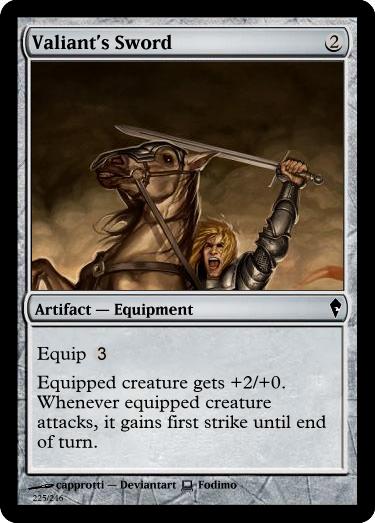 Valiant's Sword 2
Artifact — Equipment
Equip 3
Equipped creature gets +2/+0.
Whenever equipped creature
attacks, it gains first strike until end
of turn.
capprotti — Deviantart Fodimo
225/246